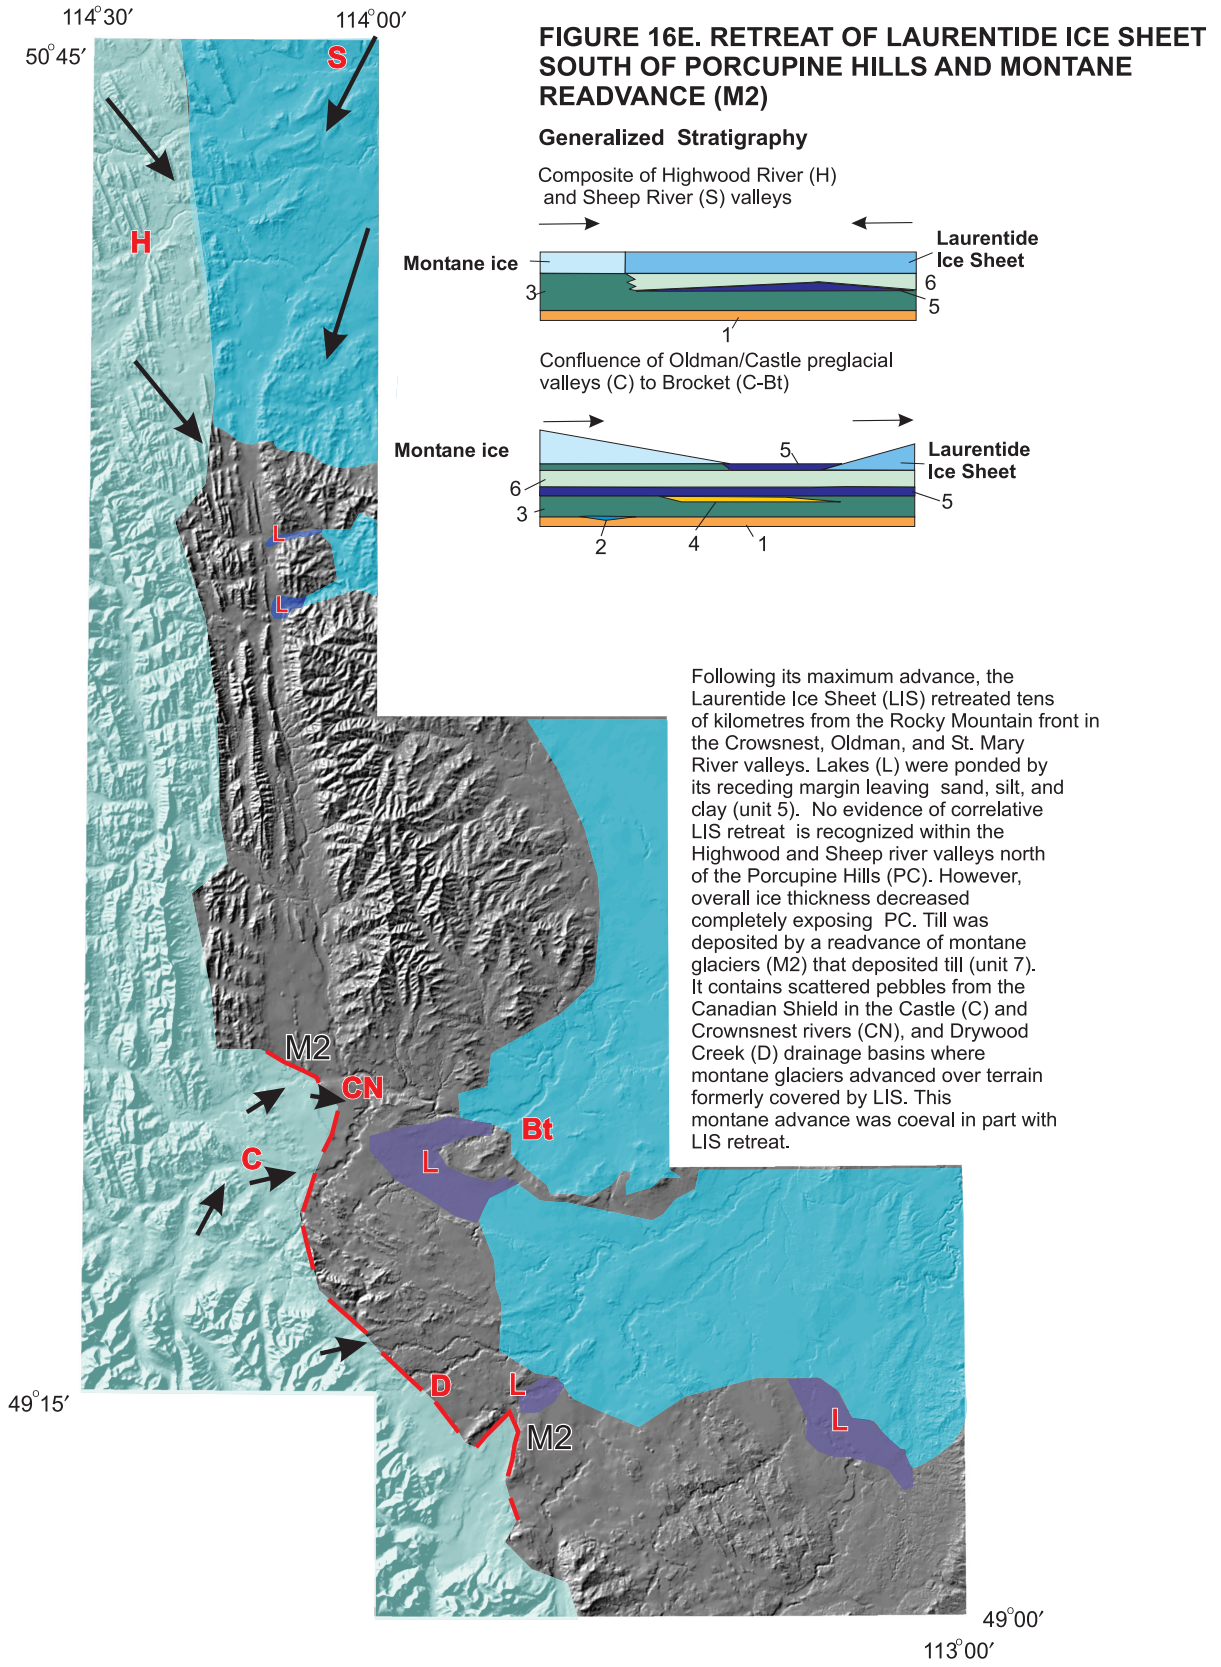 114°30′
114°00′
50°45′
FIGURE 16E. RETREAT OF LAURENTIDE ICE SHEET
SOUTH OF PORCUPINE HILLS AND MONTANE
READVANCE (M2)
Generalized Stratigraphy
Composite of Highwood River (H)
and Sheep River (S) valleys
Montane ice
Laurentide
Ice Sheet
6
3
5
1
Confluence of Oldman/Castle preglacial
valleys (C) to Brocket (C-Bt)
Montane ice
5
Laurentide
Ice Sheet
6
5
3
2
4
1
Following its maximum advance, the
Laurentide Ice Sheet (LIS) retreated tens
of kilometres from the Rocky Mountain front in
the Crowsnest, Oldman, and St. Mary
River valleys. Lakes (L) were ponded by
its receding margin leaving sand, silt, and
clay (unit 5). No evidence of correlative
LIS retreat is recognized within the
Highwood and Sheep river valleys north
of the Porcupine Hills (PC). However,
overall ice thickness decreased
completely exposing PC. Till was
deposited by a readvance of montane
glaciers (M2) that deposited till (unit 7).
It contains scattered pebbles from the
Canadian Shield in the Castle (C) and
Crownsnest rivers (CN), and Drywood
Creek (D) drainage basins where
montane glaciers advanced over terrain
formerly covered by LIS. This
montane advance was coeval in part with
LIS retreat.
S
H
L
L
M2
CN
Bt
C
L
D
L
M2
L
49°15′
49°00′
113°00′